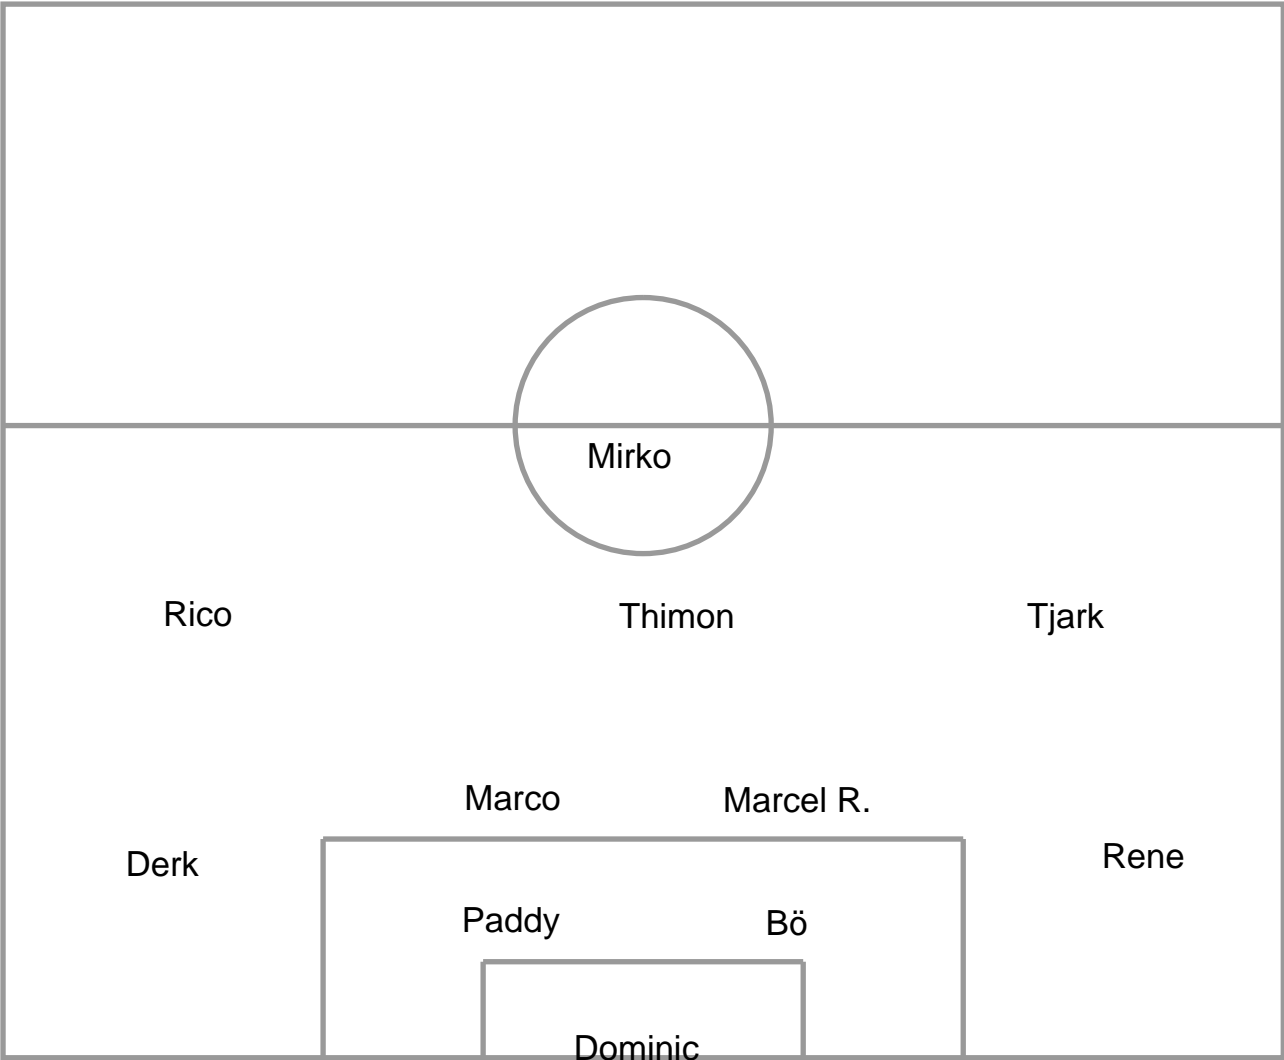 Mirko
Rico Thimon Tjark
Marco Marcel R.
Derk Rene
Paddy Bö
Dominic